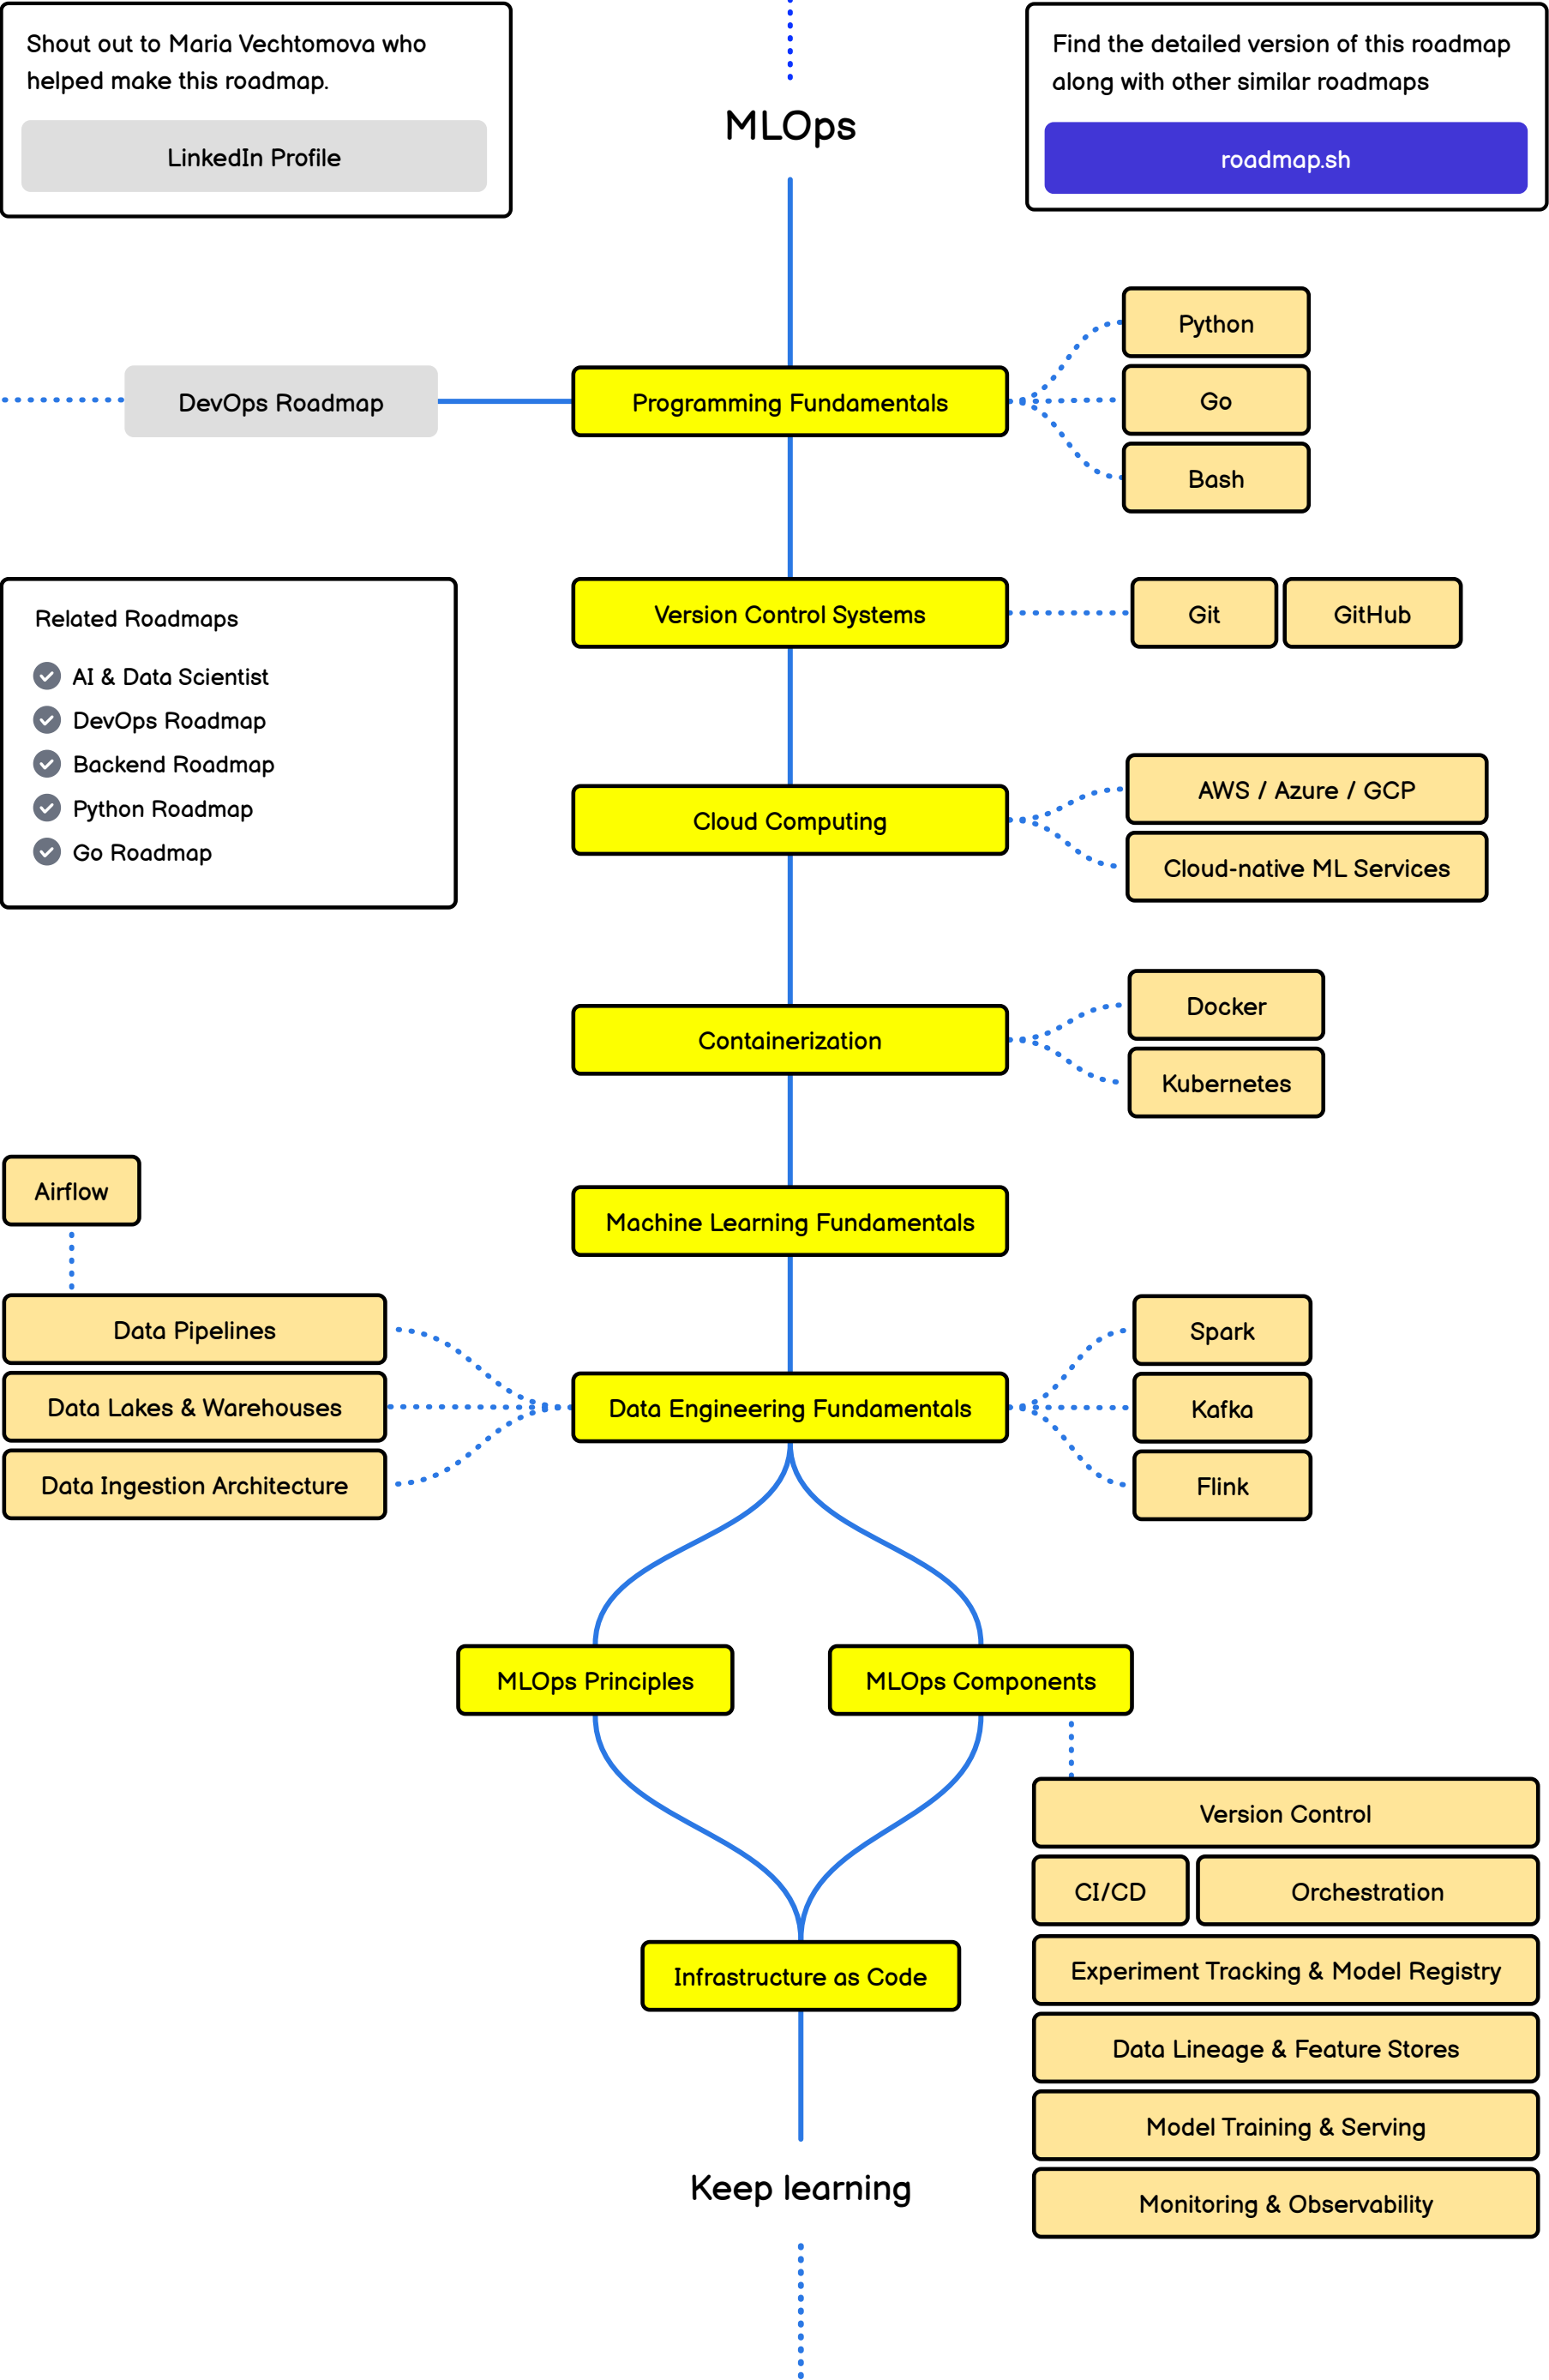 Shout out to Maria Vechtomova who
helped make this roadmap.
LinkedIn Profile
MLOps
Find the detailed version of this roadmap
along with other similar roadmaps
roadmap.sh
DevOps Roadmap
Programming Fundamentals
Python
Go
Bash
Related Roadmaps
AI & Data Scientist
DevOps Roadmap
Backend Roadmap
Python Roadmap
Go Roadmap
Version Control Systems
Git
GitHub
Cloud Computing
AWS / Azure / GCP
Cloud-native ML Services
Containerization
Docker
Kubernetes
Machine Learning Fundamentals
Airflow
Data Pipelines
Data Lakes & Warehouses
Data Ingestion Architecture
Data Engineering Fundamentals
Spark
Kafka
Flink
MLOps Principles
MLOps Components
Version Control
CI/CD
Orchestration
Experiment Tracking & Model Registry
Data Lineage & Feature Stores
Model Training & Serving
Monitoring & Observability
Infrastructure as Code
Keep learning